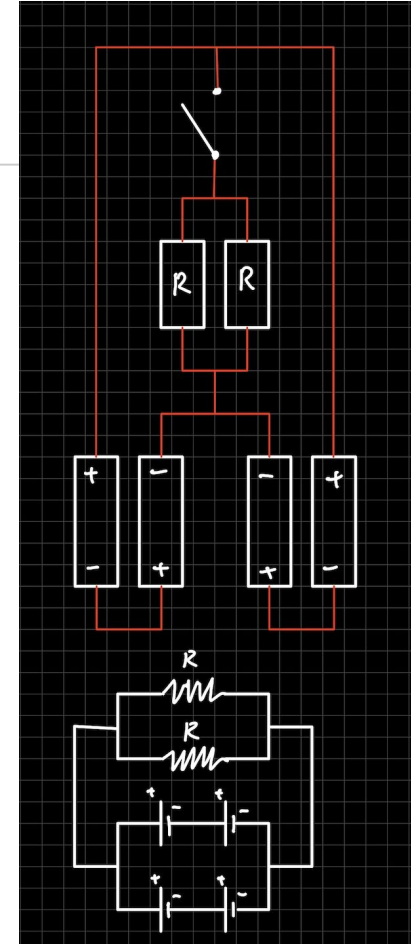 R R
+ - - +
- + + -
R
R
+ - + -
+ - + -